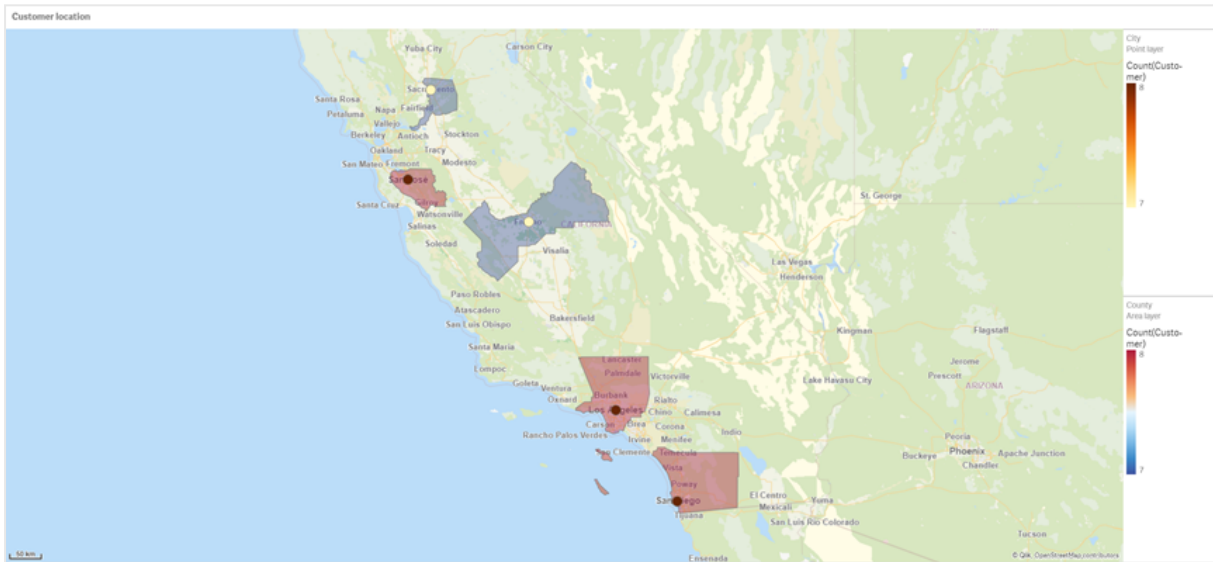 Customer location
Yuba City
Carson City
Sacramento
Santa Rosa
Napa
Fairfield
Petaluma
Vallejo
Berkeley
Antioch
Stockton
Oakland
Tracy
San Mateo
Fremont
Modesto
San Jose
Santa Cruz
Gilroy
Watsonville
Salinas
Fresno
CALIFORNIA
St. George
Soledad
Visalia
Las Vegas
Henderson
Paso Robles
Atascadero
San Luis Obispo
Bakersfield
Kingman
Flagstaff
Santa Maria
Lancaster
Lompoc
Palmdale
Victorville
Lake Havasu City
Jerome
Prescott
ARIZONA
Goleta
Ventura
Oxnard
Burbank
Rialto
Los Angeles
Chino
Calimesa
Carson
Brea
Corona
Rancho Palos Verdes
Irvine
Menifee
Indio
San Clemente
Temecula
Vista
Poway
San Diego
Tijuana
El Centro
Mexicali
Yuma
San Luis Rio Colorado
Ensenada
Peoria
Buckeye
Phoenix
Apache Junction
Chandler
Tucson
50 km
© Qlik, OpenStreetMap contributors
City
Point layer
Count(Custo-
mer)
8
7
County
Area layer
Count(Custo-
mer)
8
7